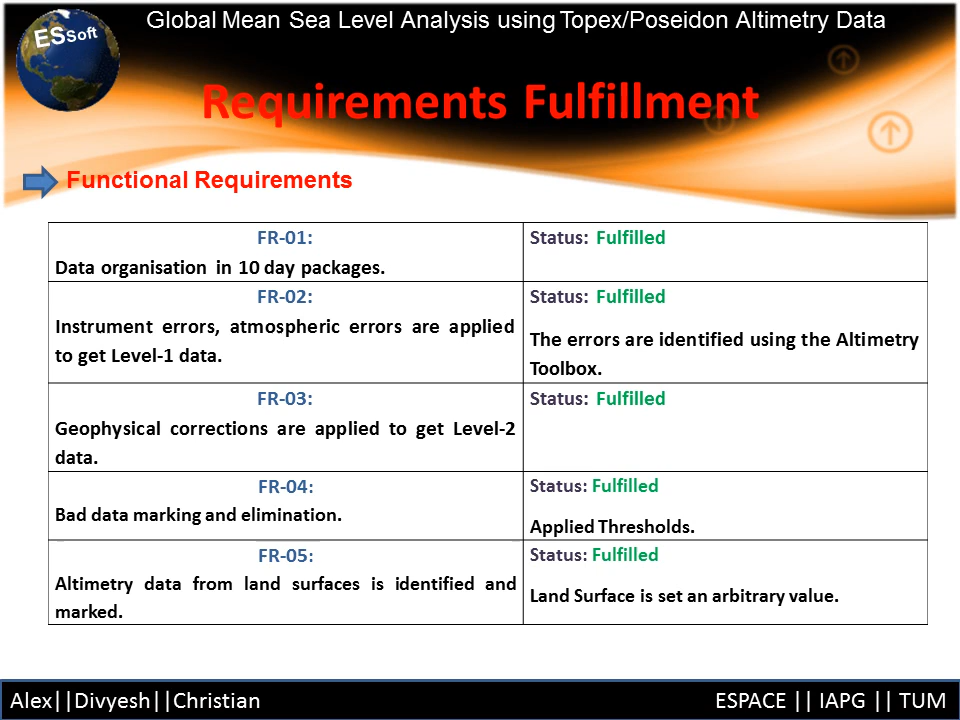 Global Mean Sea Level Analysis using Topex/Poseidon Altimetry Data
ESSoft
Requirements Fulfillment
Functional Requirements
FR-01:
Data organisation in 10 day packages.
Status: Fulfilled
FR-02:
Instrument errors, atmospheric errors are applied
to get Level-1 data.
Status: Fulfilled
The errors are identified using the Altimetry
Toolbox.
FR-03:
Geophysical corrections are applied to get Level-2
data.
Status: Fulfilled
FR-04:
Bad data marking and elimination.
Status: Fulfilled
Applied Thresholds.
FR-05:
Altimetry data from land surfaces is identified and
marked.
Status: Fulfilled
Land Surface is set an arbitrary value.
Alex||Divyesh||Christian
ESPACE || IAPG || TUM